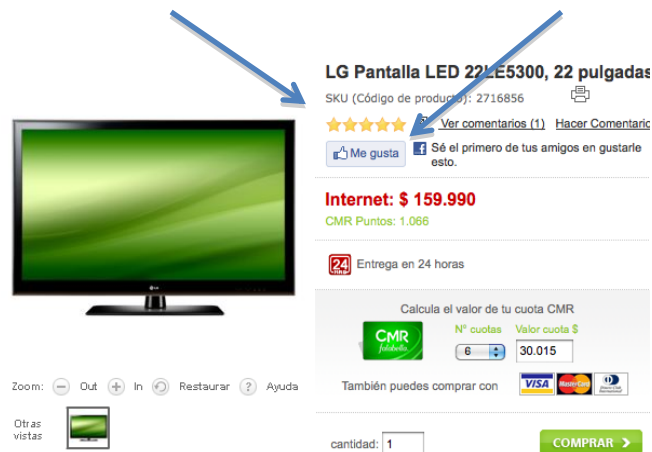 LG Pantalla LED 22LE5300, 22 pulgadas
SKU (Código de producto): 2716856
Ver comentarios (1) Hacer Comentario
Me gusta
Sé el primero de tus amigos en gustarle
esto.
Internet: $ 159.990
CMR Puntos: 1.066
24
Entrega en 24 horas
Calcula el valor de tu cuota CMR
CMR
falabella
N° cuotas Valor cuota $
6 30.015
También puedes comprar con
VISA MasterCard
Zoom: Out In Restaurar ? Ayuda
Otras
vistas
LG
cantidad: 1
COMPRAR